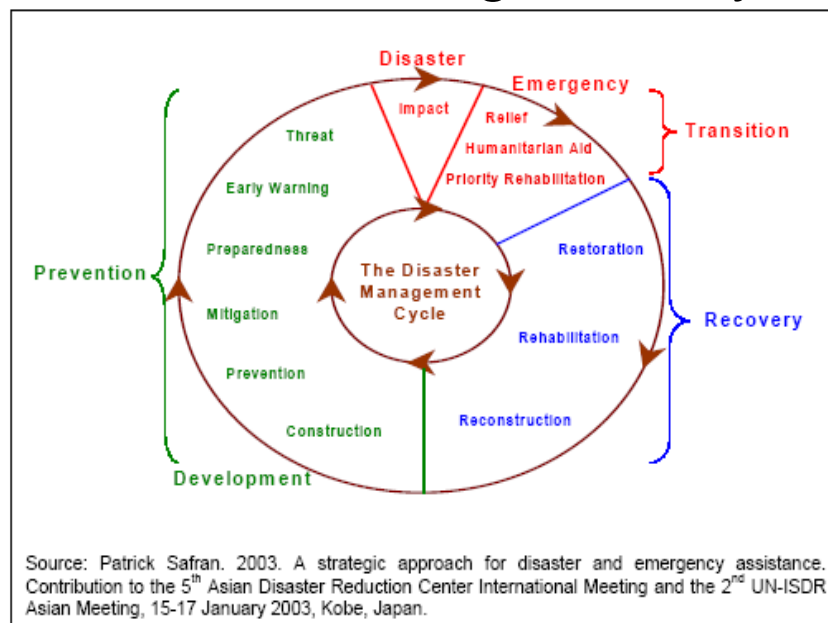 Disaster
Emergency
Impact
Relief
Threat
Transition
Humanitarian Aid
Priority Rehabilitation
Early Warning
Preparedness
Restoration
Prevention
The Disaster
Management
Cycle
Mitigation
Recovery
Rehabilitation
Prevention
Reconstruction
Construction
Development
Source: Patrick Safran. 2003. A strategic approach for disaster and emergency assistance.
Contribution to the 5th Asian Disaster Reduction Center International Meeting and the 2nd UN-ISDR
Asian Meeting, 15-17 January 2003, Kobe, Japan.